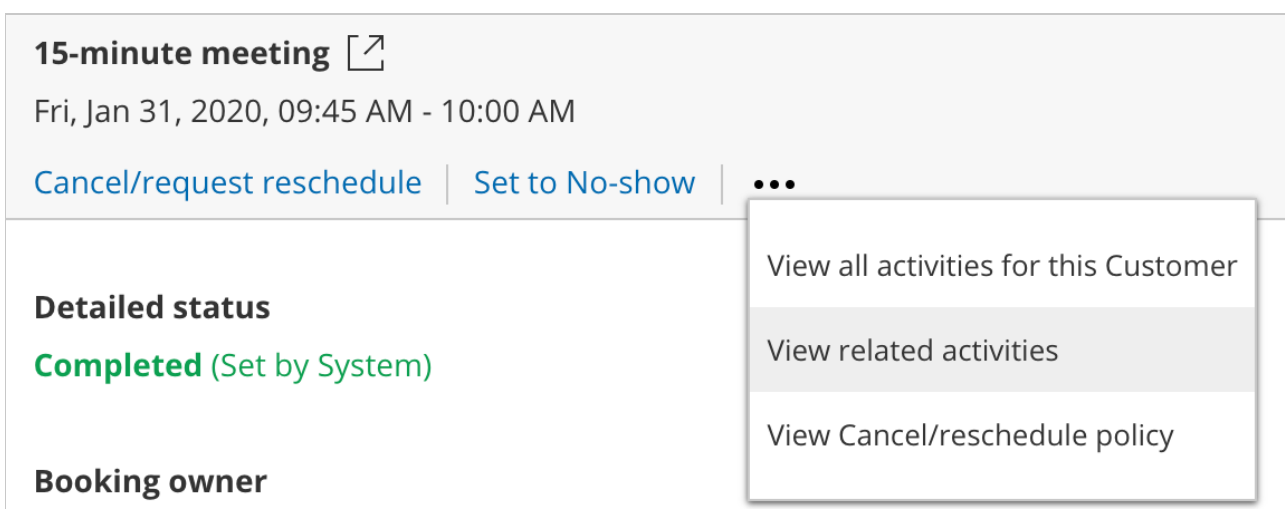 15-minute meeting
Fri, Jan 31, 2020, 09:45 AM - 10:00 AM
Cancel/request reschedule | Set to No-show | •••
View all activities for this Customer
View related activities
View Cancel/reschedule policy
Detailed status
Completed (Set by System)
Booking owner